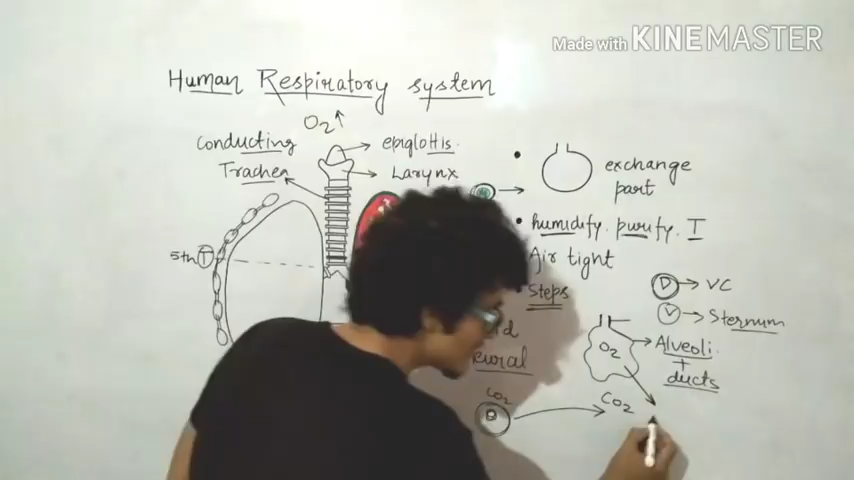 Made with KINEMASTER
Human Respiratory system
O2
Conducting
Trachea
epiglottis
Larynx
exchange
part
humidify. purify. T
Air tight
Steps
5th T
D → VC
V → Sternum
Alveoli
+
ducts
O2
CO2
CO2